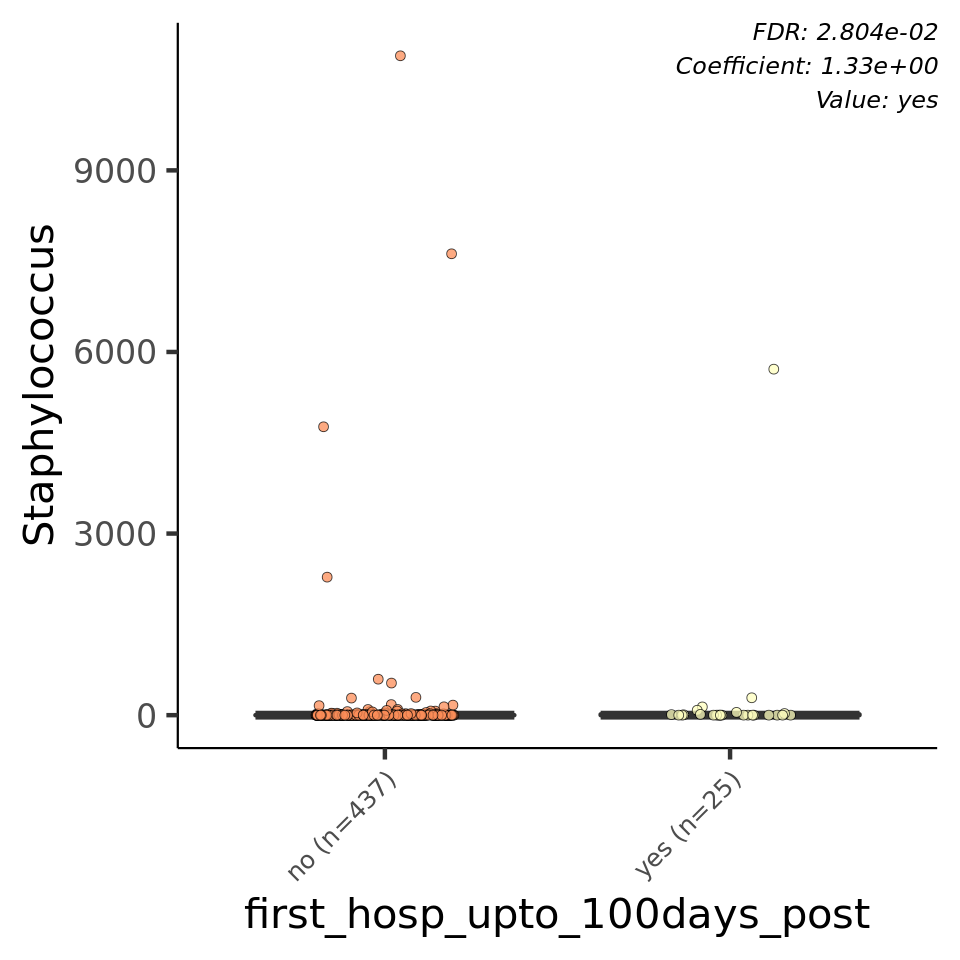 FDR: 2.804e-02
Coefficient: 1.33e+00
Value: yes
Staphylococcus
9000
6000
3000
0
no (n=437)
yes (n=25)
first_hosp_upto_100days_post